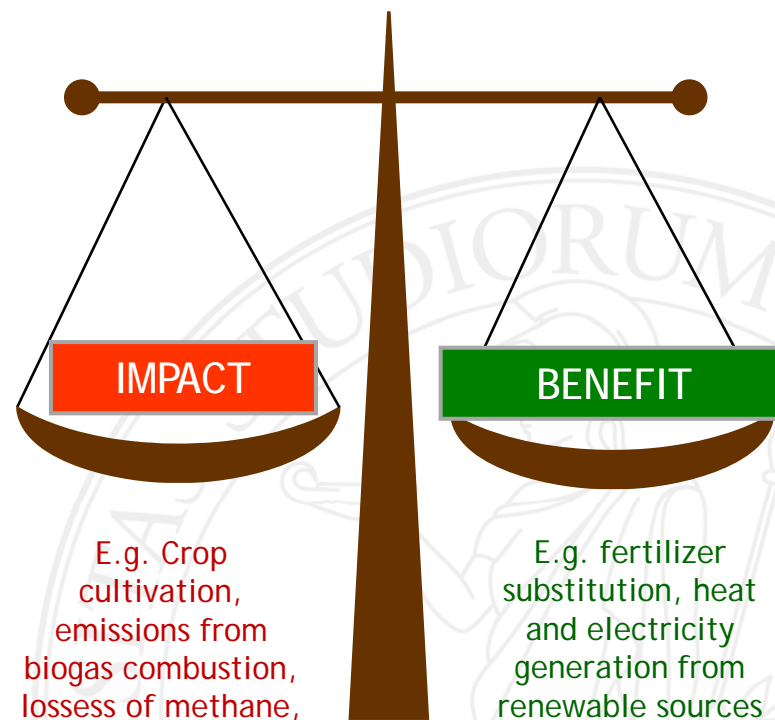 STUDIORUM
IMPACT
BENEFIT
E.g. Crop
cultivation,
emissions from
biogas combustion,
lossess of methane,
E.g. fertilizer
substitution, heat
and electricity
generation from
renewable sources